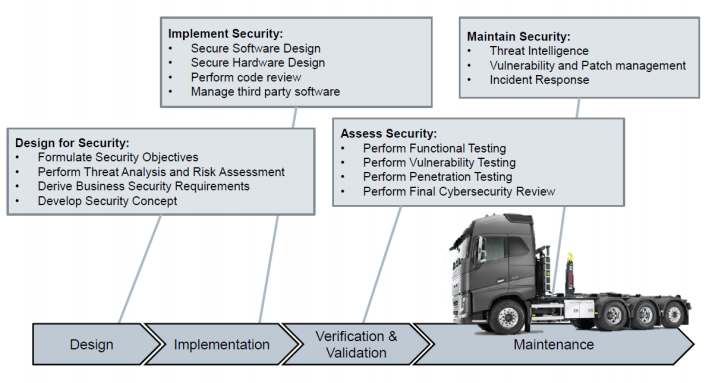 Implement Security:
• Secure Software Design
• Secure Hardware Design
• Perform code review
• Manage third party software
Maintain Security:
• Threat Intelligence
• Vulnerability and Patch management
• Incident Response
Design for Security:
• Formulate Security Objectives
• Perform Threat Analysis and Risk Assessment
• Derive Business Security Requirements
• Develop Security Concept
Assess Security:
• Perform Functional Testing
• Perform Vulnerability Testing
• Perform Penetration Testing
• Perform Final Cybersecurity Review
Design
Implementation
Verification &
Validation
Maintenance